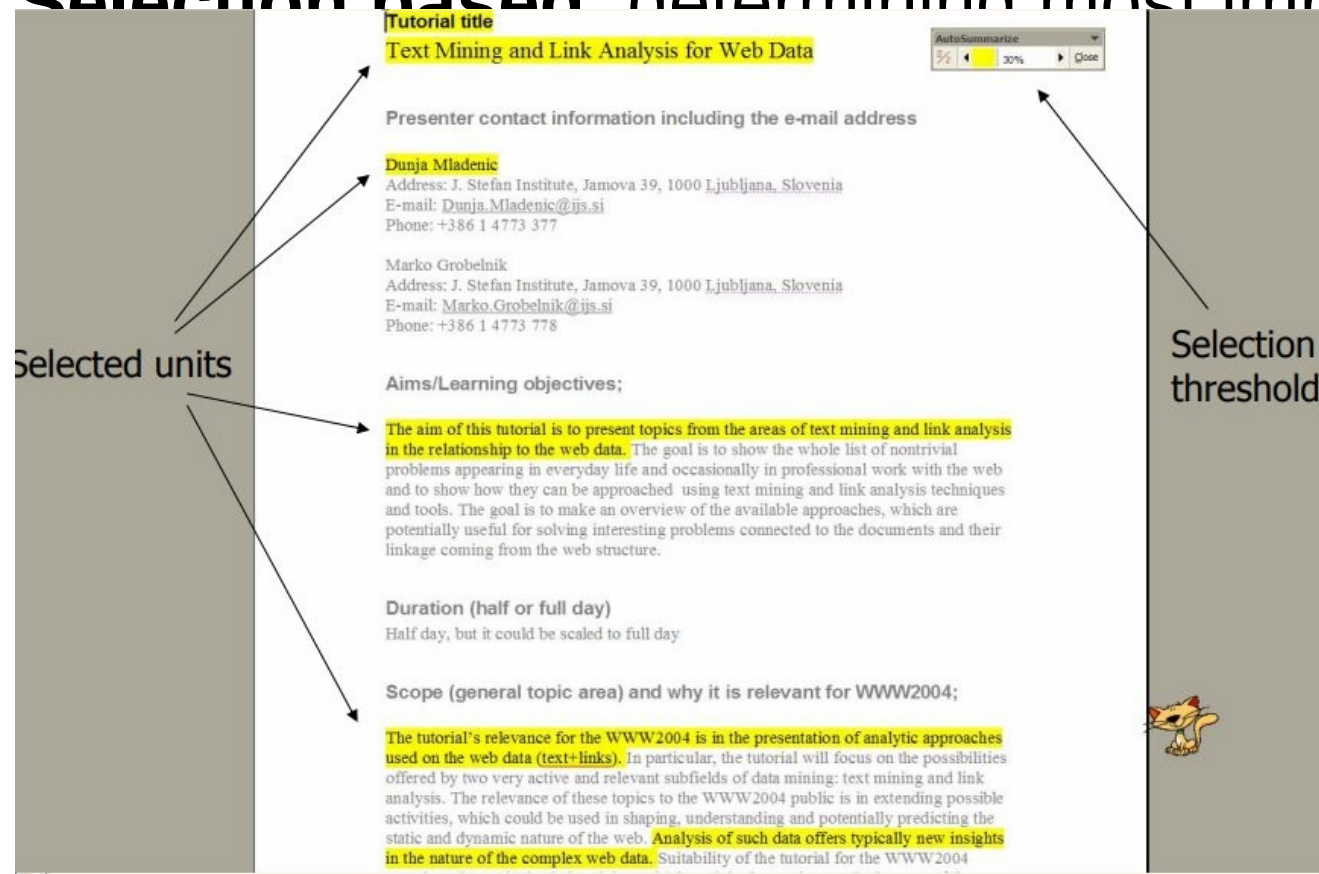 Selection based: determining most
Tutorial title
Text Mining and Link Analysis for Web Data
AutoSummarize
30%
Close
Presenter contact information including the e-mail address
Dunja Mladenic
Address: J. Stefan Institute, Jamova 39, 1000 Ljubljana, Slovenia
E-mail: Dunja.Mladenic@ijs.si
Phone: +386 1 4773 377
Marko Grobelnik
Address: J. Stefan Institute, Jamova 39, 1000 Ljubljana, Slovenia
E-mail: Marko.Grobelnik@ijs.si
Phone: +386 1 4773 778
Selected units
Selection
threshold
Aims/Learning objectives;
The aim of this tutorial is to present topics from the areas of text mining and link analysis
in the relationship to the web data. The goal is to show the whole list of nontrivial
problems appearing in everyday life and occasionally in professional work with the web
and to show how they can be approached using text mining and link analysis techniques
and tools. The goal is to make an overview of the available approaches, which are
potentially useful for solving interesting problems connected to the documents and their
linkage coming from the web structure.
Duration (half or full day)
Half day, but it could be scaled to full day
Scope (general topic area) and why it is relevant for WWW2004;
The tutorial's relevance for the WWW2004 is in the presentation of analytic approaches
used on the web data (text+links). In particular, the tutorial will focus on the possibilities
offered by two very active and relevant subfields of data mining: text mining and link
analysis. The relevance of these topics to the WWW2004 public is in extending possible
activities, which could be used in shaping, understanding and potentially predicting the
static and dynamic nature of the web. Analysis of such data offers typically new insights
in the nature of the complex web data. Suitability of the tutorial for the WWW2004